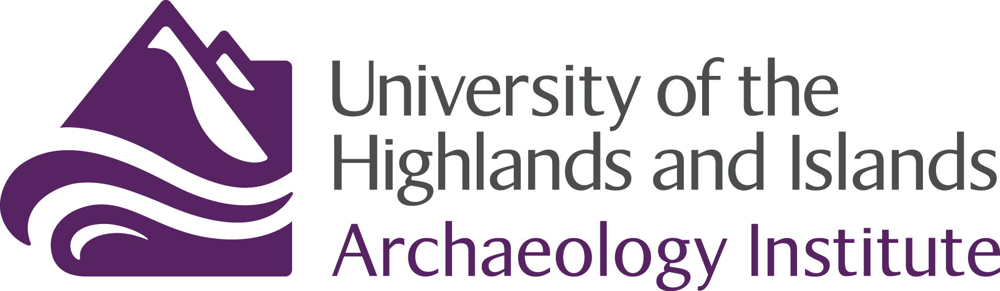 University of the
Highlands and Islands
Archaeology Institute